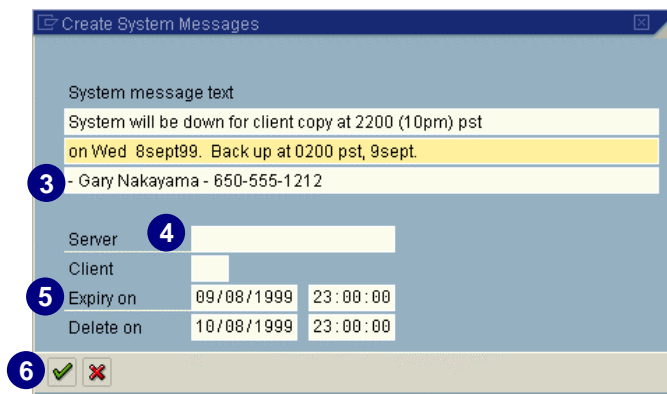 Create System Messages
System message text
System will be down for client copy at 2200 (10pm) pst
on Wed 8sept99. Back up at 0200 pst, 9sept.
3 - Gary Nakayama - 650-555-1212
Server 4
Client
5 Expiry on 09/08/1999 23:00:00
Delete on 10/08/1999 23:00:00
6